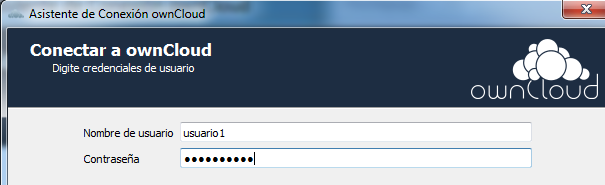 Asistente de Conexión ownCloud
Conectar a ownCloud
Digite credenciales de usuario
ownCloud
Nombre de usuario usuario1
Contraseña ●●●●●●●●●●